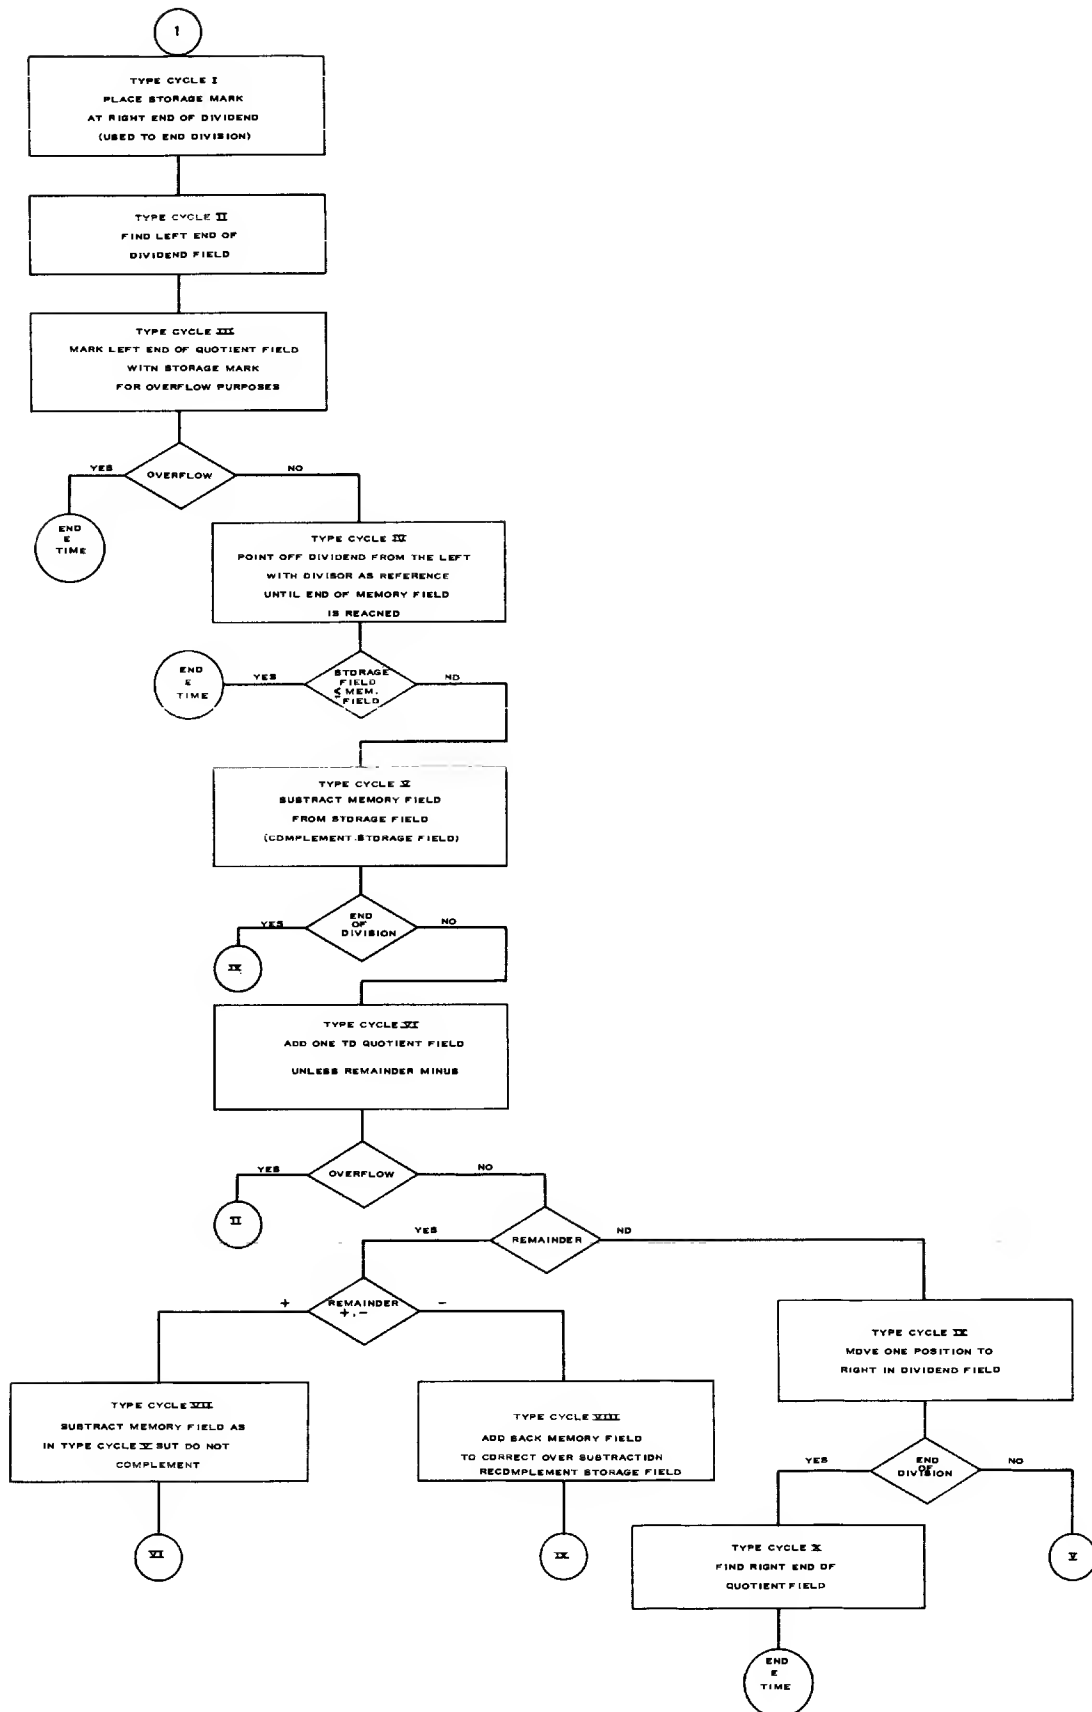 1
TYPE CYCLE I
PLACE STORAGE MARK
AT RIGHT END OF DIVIDEND
(USED TO END DIVISION)
TYPE CYCLE II
FIND LEFT END OF
DIVIDEND FIELD
TYPE CYCLE III
MARK LEFT END OF QUOTIENT FIELD
WITH STORAGE MARK
FOR OVERFLOW PURPOSES
YES
OVERFLOW
NO
END
E
TIME
TYPE CYCLE IV
POINT OFF DIVIDEND FROM THE LEFT
WITH DIVISOR AS REFERENCE
UNTIL END OF MEMORY FIELD
IS REACHED
END
E
TIME
YES
STORAGE
FIELD
≤ MEM.
FIELD
NO
TYPE CYCLE V
SUBTRACT MEMORY FIELD
FROM STORAGE FIELD
(COMPLEMENT STORAGE FIELD)
YES
END
OF
DIVISION
NO
IX
TYPE CYCLE VI
ADD ONE TO QUOTIENT FIELD
UNLESS REMAINDER MINUS
YES
OVERFLOW
NO
II
YES
REMAINDER
NO
+
REMAINDER
+,-
-
TYPE CYCLE IX
MOVE ONE POSITION TO
RIGHT IN DIVIDEND FIELD
TYPE CYCLE VII
SUBTRACT MEMORY FIELD AS
IN TYPE CYCLE V BUT DO NOT
COMPLEMENT
TYPE CYCLE VIII
ADD BACK MEMORY FIELD
TO CORRECT OVER SUBTRACTION
RECOMPLEMENT STORAGE FIELD
YES
END
OF
DIVISION
NO
VI
IX
TYPE CYCLE X
FIND RIGHT END OF
QUOTIENT FIELD
V
END
E
TIME